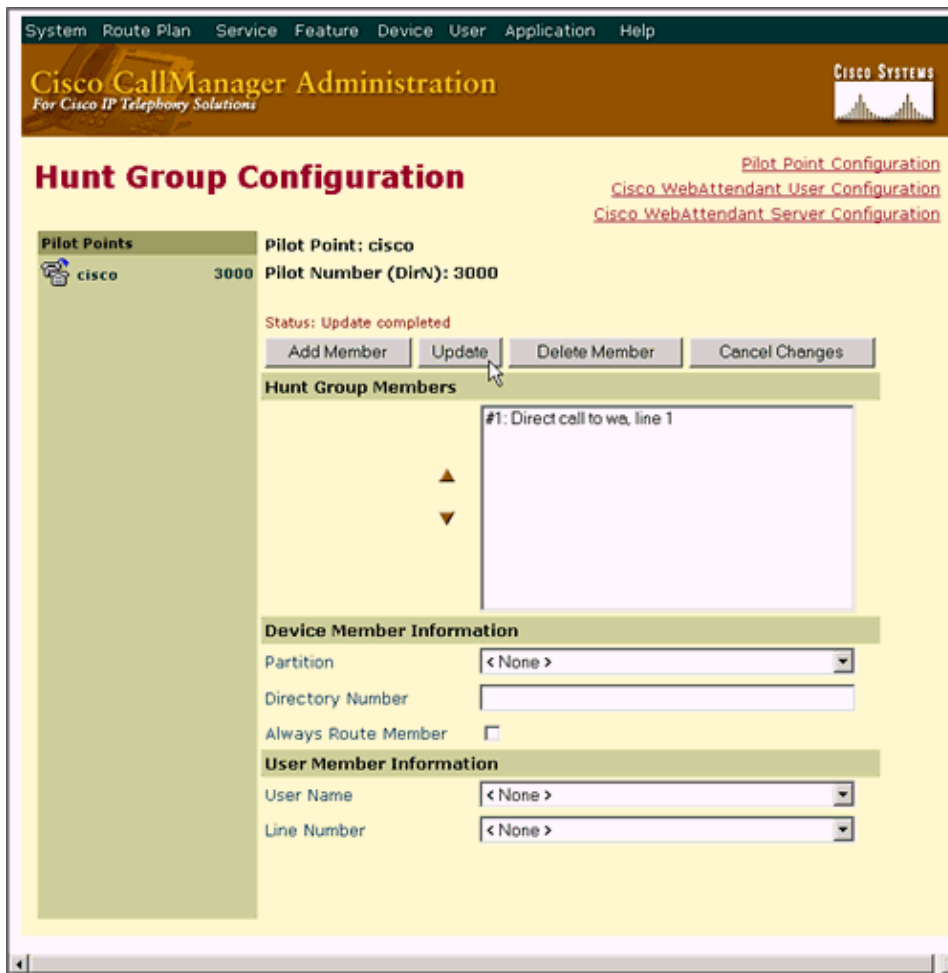 System Route Plan Service Feature Device User Application Help
Cisco CallManager Administration
For Cisco IP Telephony Solutions
CISCO SYSTEMS
Hunt Group Configuration
Pilot Point Configuration
Cisco WebAttendant User Configuration
Cisco WebAttendant Server Configuration
Pilot Points
cisco 3000
Pilot Point: cisco
Pilot Number (DirN): 3000
Status: Update completed
Add Member Update Delete Member Cancel Changes
Hunt Group Members
#1: Direct call to wa, line 1
Device Member Information
Partition < None >
Directory Number
Always Route Member
User Member Information
User Name < None >
Line Number < None >